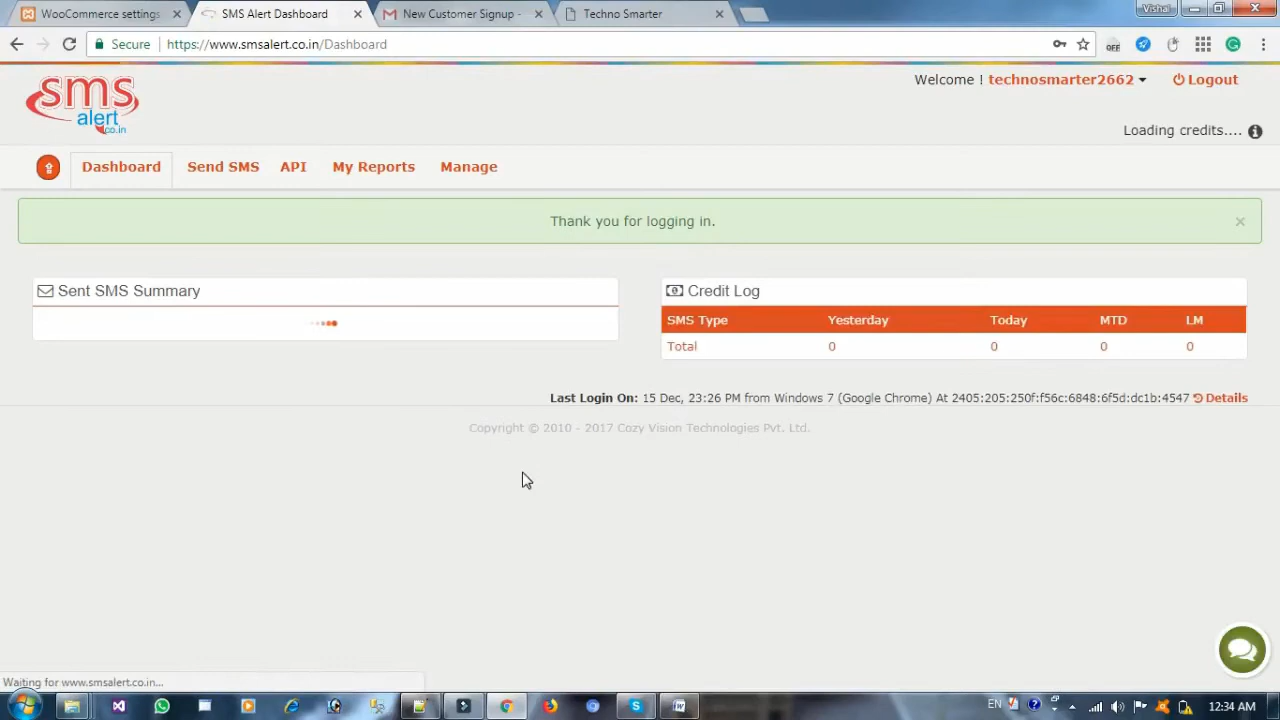 WooCommerce settings
SMS Alert Dashboard
New Customer Signup -
Techno Smarter
Vishal
Secure
https://www.smsalert.co.in/Dashboard
OFF
sms
alert
.co.in
Welcome ! technosmarter2662
Logout
Loading credits....
Dashboard
Send SMS
API
My Reports
Manage
Thank you for logging in.
Sent SMS Summary
Credit Log
SMS Type Yesterday Today MTD LM
Total 0 0 0 0
Last Login On: 15 Dec, 23:26 PM from Windows 7 (Google Chrome) At 2405:205:250f:f56c:6848:6f5d:dc1b:4547 Details
Copyright © 2010 - 2017 Cozy Vision Technologies Pvt. Ltd.
Waiting for www.smsalert.co.in...
EN
12:34 AM